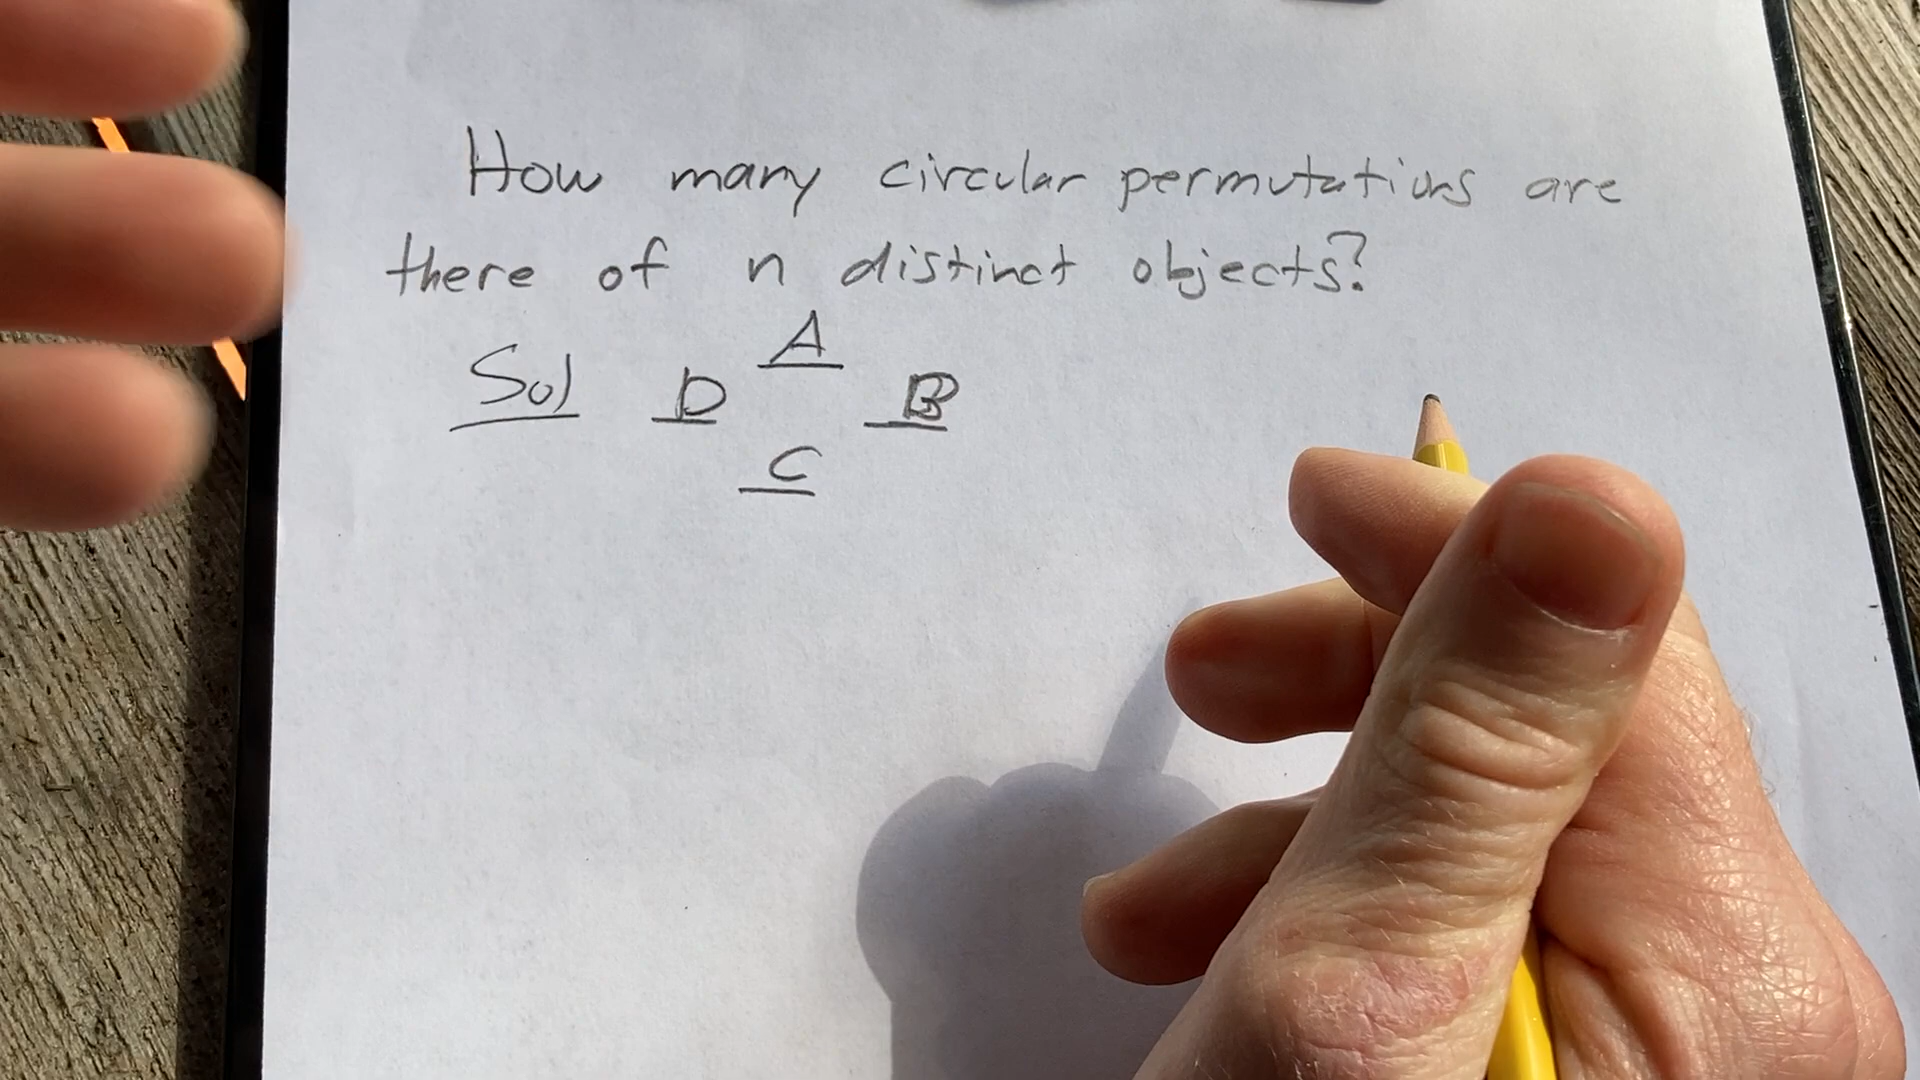 How many circular permutations are
there of n distinct objects?
A
Sol D B
C